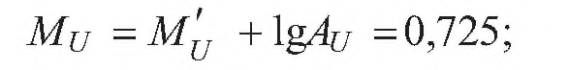 M_U = M'_U + lgA_U = 0,725;